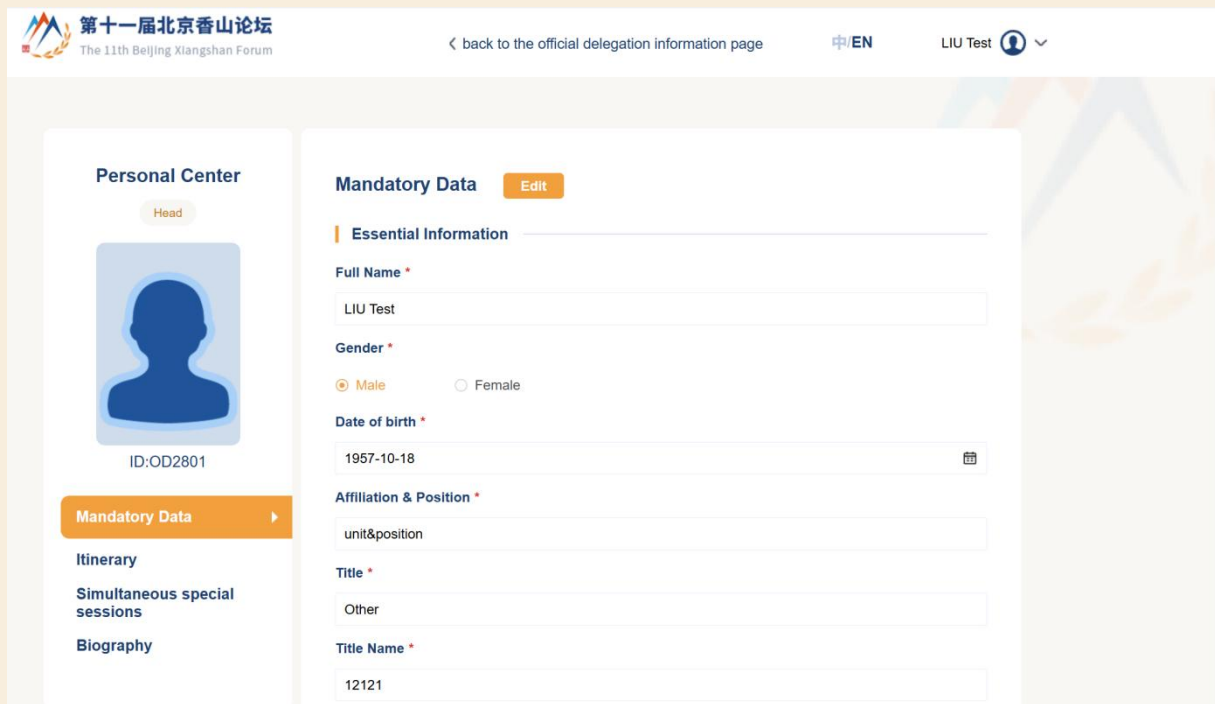 第十一届北京香山论坛
The 11th Beijing Xiangshan Forum
back to the official delegation information page
中/EN
LIU Test
Personal Center
Head
ID:OD2801
Mandatory Data
Itinerary
Simultaneous special
sessions
Biography
Mandatory Data
Edit
Essential Information
Full Name *
LIU Test
Gender *
Male
Female
Date of birth *
1957-10-18
Affiliation & Position *
unit&position
Title *
Other
Title Name *
12121